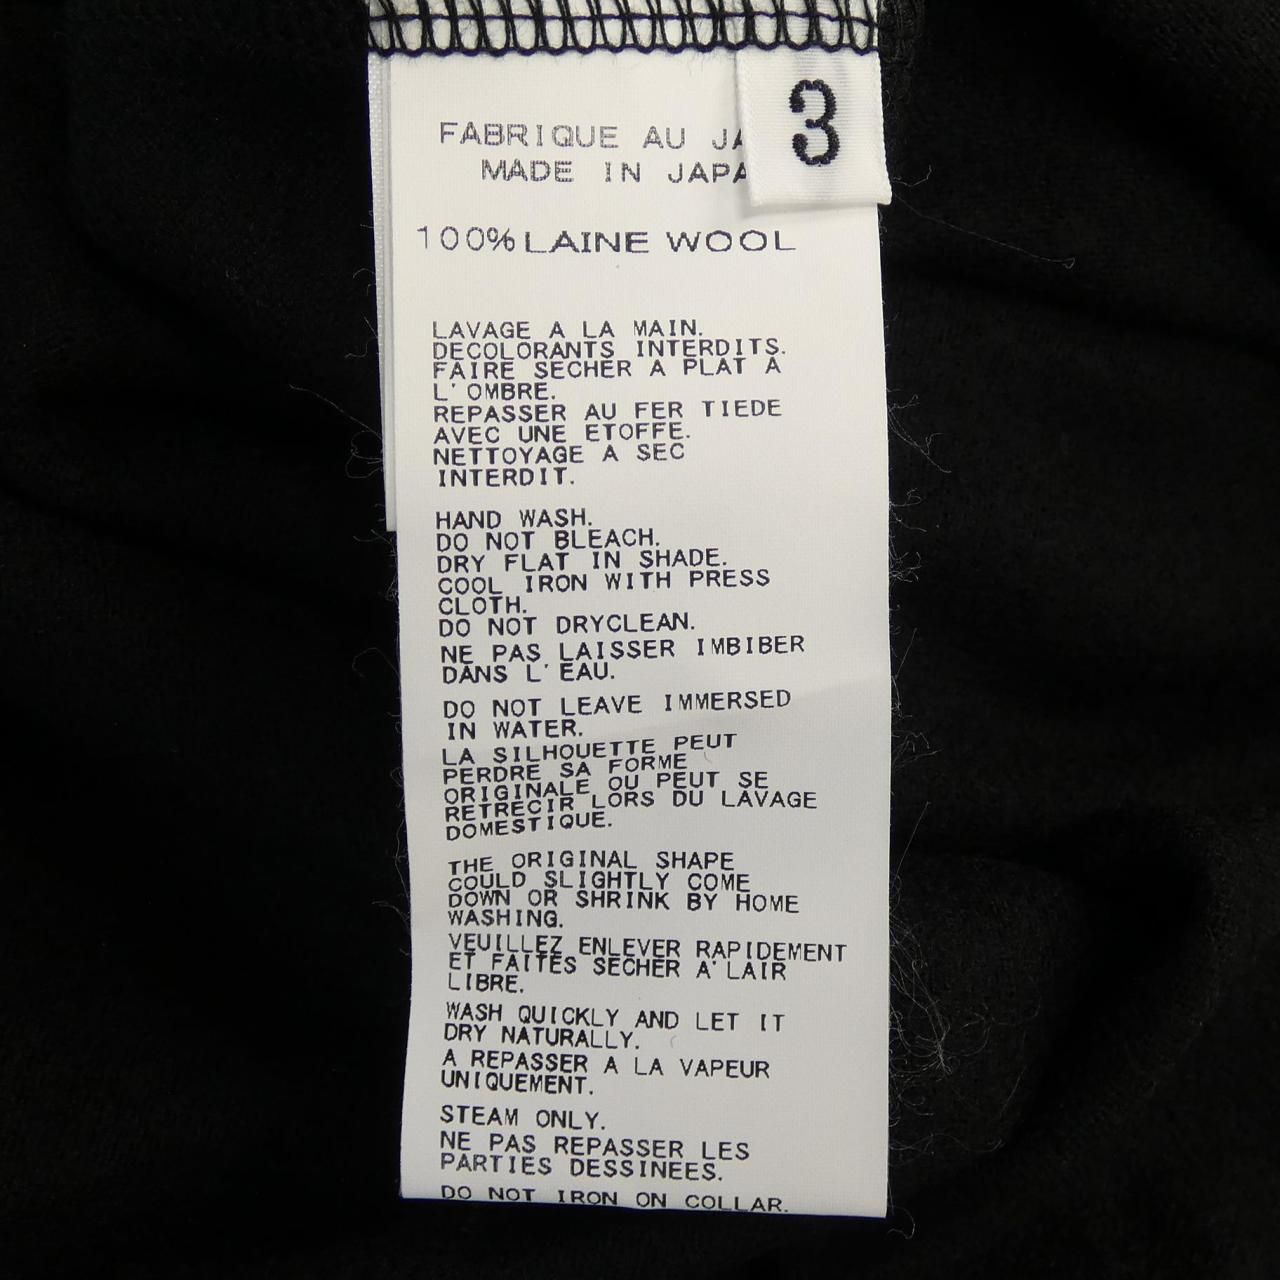 3
FABRIQUE AU JA
MADE IN JAPA
100% LAINE WOOL
LAVAGE A LA MAIN.
DECOLORANTS INTERDITS.
FAIRE SECHER A PLAT A
L'OMBRE.
REPASSER AU FER TIEDE
AVEC UNE ETOFFE.
NETTOYAGE A SEC
INTERDIT.
HAND WASH.
DO NOT BLEACH.
DRY FLAT IN SHADE.
COOL IRON WITH PRESS
CLOTH.
DO NOT DRYCLEAN.
NE PAS LAISSER IMBIBER
DANS L'EAU.
DO NOT LEAVE IMMERSED
IN WATER.
LA SILHOUETTE PEUT
PERDRE SA FORME
ORIGINALE OU PEUT SE
RETRECIR LORS DU LAVAGE
DOMESTIQUE.
THE ORIGINAL SHAPE
COULD SLIGHTLY COME
DOWN OR SHRINK BY HOME
WASHING.
VEUILLEZ ENLEVER RAPIDEMENT
ET FAITES SECHER A'LAIR
LIBRE.
WASH QUICKLY AND LET IT
DRY NATURALLY.
A REPASSER A LA VAPEUR
UNIQUEMENT.
STEAM ONLY.
NE PAS REPASSER LES
PARTIES DESSINEES.
DO NOT IRON ON COLLAR.